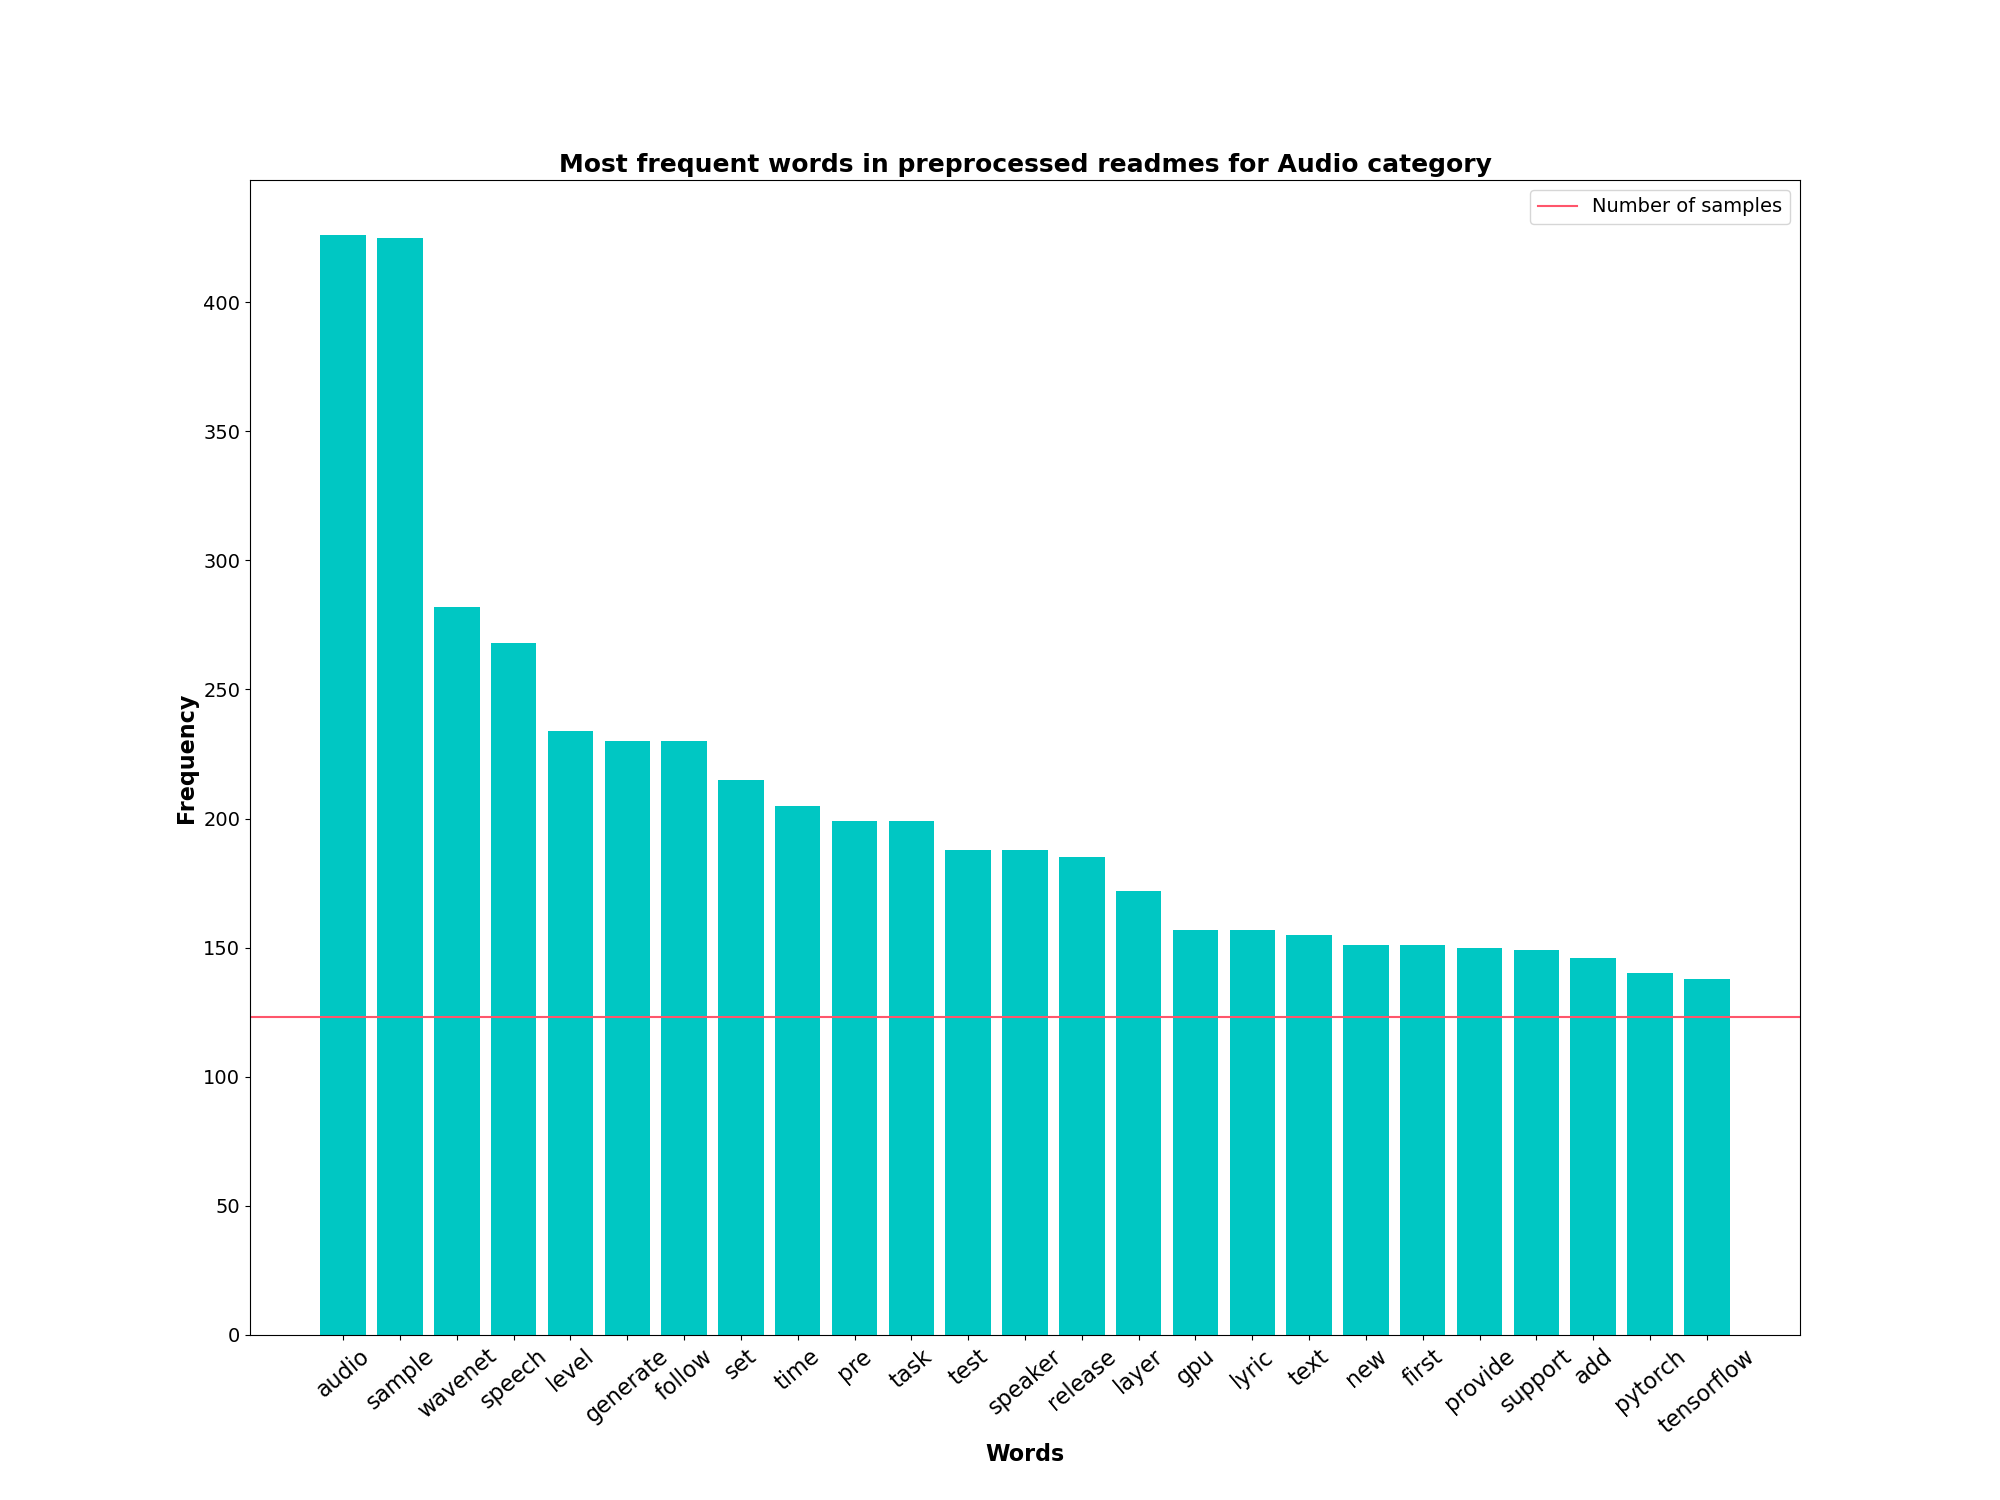 Most frequent words in preprocessed readmes for Audio category
Number of samples
400
350
300
250
200
150
100
50
0
Frequency
audio
sample
wavenet
speech
level
generate
follow
set
time
pre
task
test
speaker
release
layer
gpu
lyric
text
new
first
provide
support
add
pytorch
tensorflow
Words